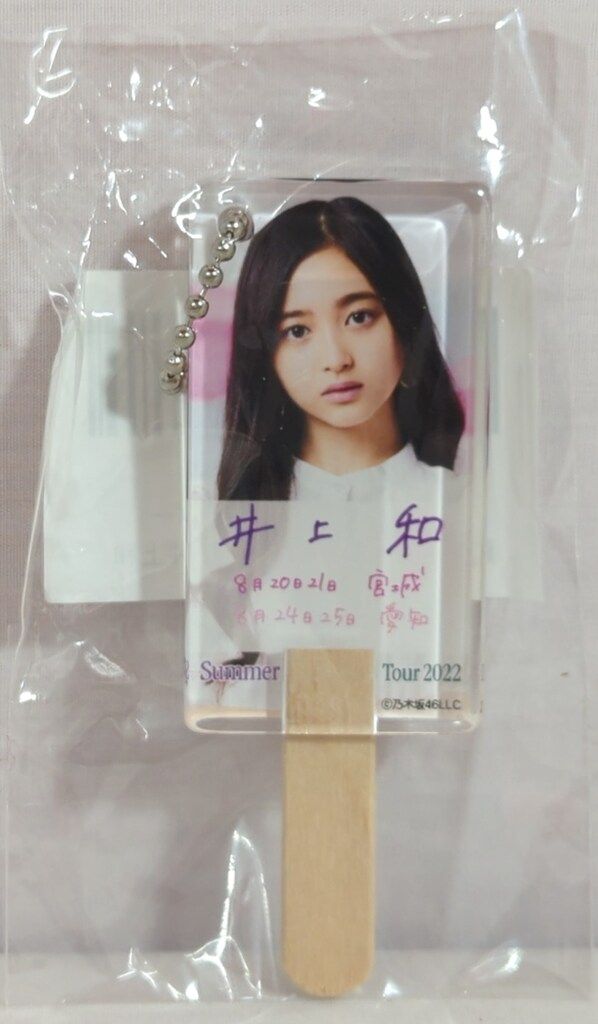 井上 和
8月20日21日 宮城
8月24日25日 愛知
Summer Tour 2022
©乃木坂46LLC